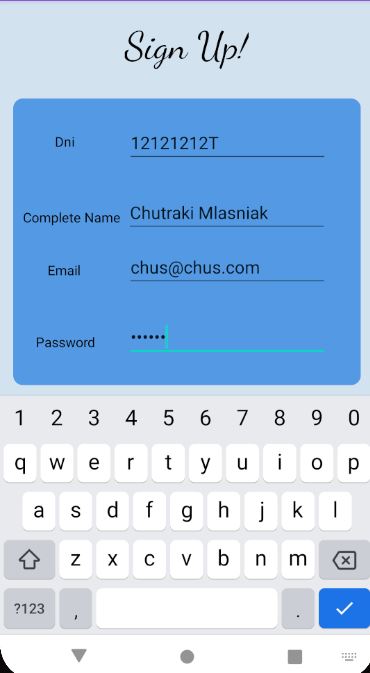 Sign Up!
Dni 12121212T
Complete Name Chutraki Mlasniak
Email chus@chus.com
Password ••••••
1 2 3 4 5 6 7 8 9 0
q w e r t y u i o p
a s d f g h j k l
z x c v b n m
?123 , .